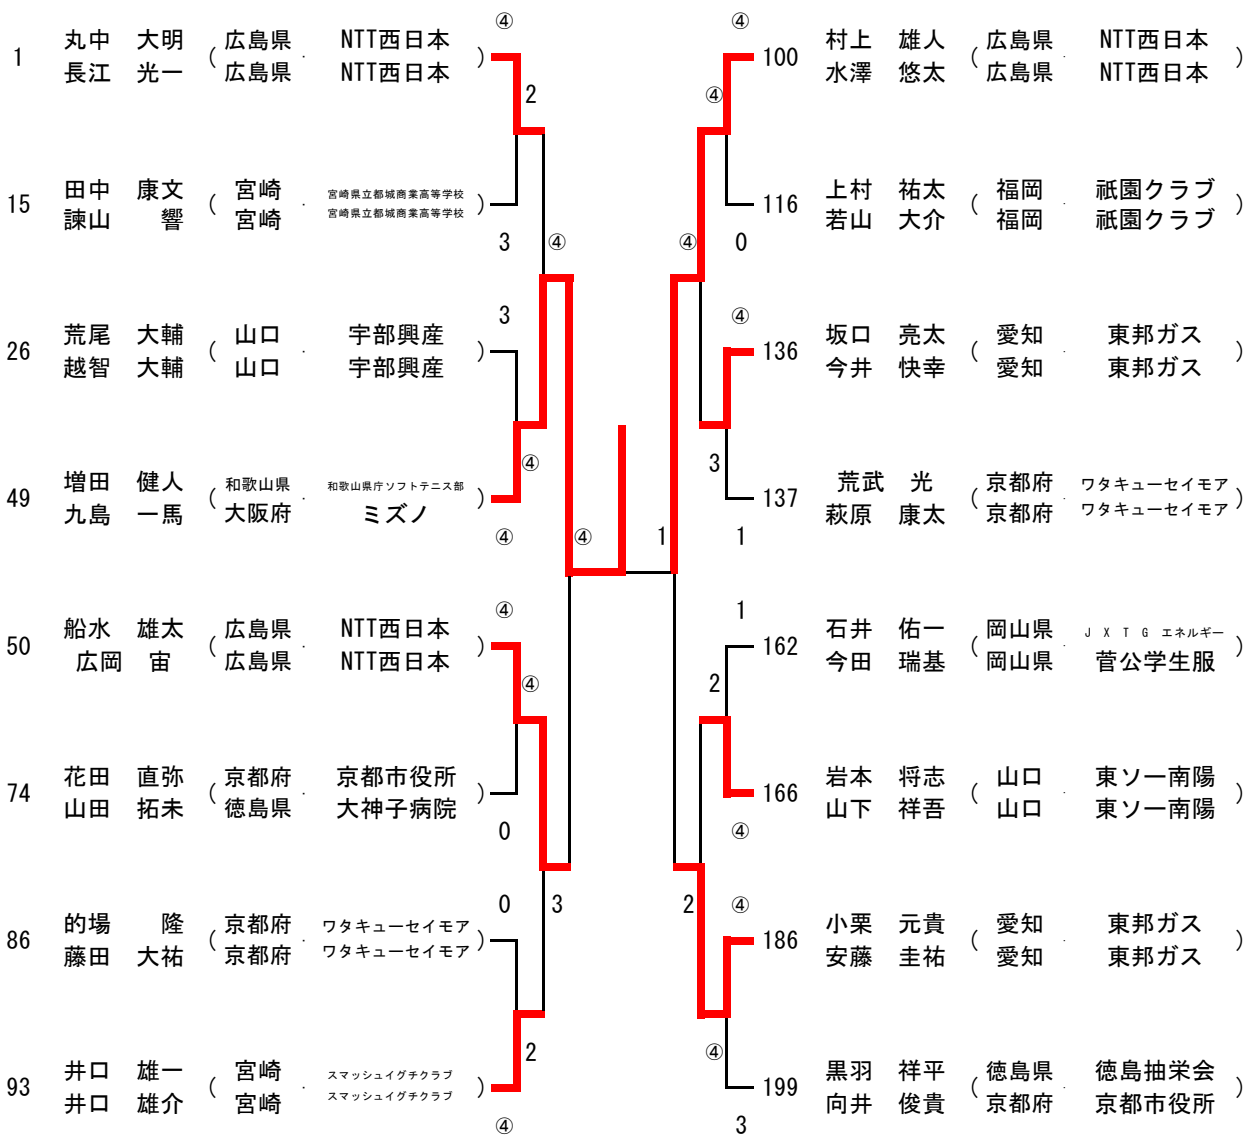 ④
1 丸中 大明 ( 広島県 ・ NTT西日本 )
長江 光一 広島県 NTT西日本
2
15 田中 康文 ( 宮崎 ・ 宮崎県立都城商業高等学校 )
諫山 響 宮崎 宮崎県立都城商業高等学校
3 ④
3
26 荒尾 大輔 ( 山口 ・ 宇部興産 )
越智 大輔 山口 宇部興産
④
49 増田 健人 ( 和歌山県 ・ 和歌山県庁ソフトテニス部 )
九島 一馬 大阪府 ミズノ
④ ④
④
50 船水 雄太 ( 広島県 ・ NTT西日本 )
広岡 宙 広島県 NTT西日本
④
74 花田 直弥 ( 京都府 ・ 京都市役所 )
山田 拓未 徳島県 大神子病院
0
0 3
86 的場 隆 ( 京都府 ・ ワタキューセイモア )
藤田 大祐 京都府 ワタキューセイモア
2
93 井口 雄一 ( 宮崎 ・ スマッシュイグチクラブ )
井口 雄介 宮崎 スマッシュイグチクラブ
④
④
100 村上 雄人 ( 広島県 ・ NTT西日本 )
水澤 悠太 広島県 NTT西日本
④
116 上村 祐太 ( 福岡 ・ 祇園クラブ )
若山 大介 福岡 祇園クラブ
④ 0
④
136 坂口 亮太 ( 愛知 ・ 東邦ガス )
今井 快幸 愛知 東邦ガス
3
137 荒武 光 ( 京都府 ・ ワタキューセイモア )
萩原 康太 京都府 ワタキューセイモア
1 1
1
162 石井 佑一 ( 岡山県 ・ JXTGエネルギー )
今田 瑞基 岡山県 菅公学生服
2
166 岩本 将志 ( 山口 ・ 東ソー南陽 )
山下 祥吾 山口 東ソー南陽
④
2 ④
186 小栗 元貴 ( 愛知 ・ 東邦ガス )
安藤 圭祐 愛知 東邦ガス
④
199 黒羽 祥平 ( 徳島県 ・ 徳島抽栄会 )
向井 俊貴 京都府 京都市役所
3